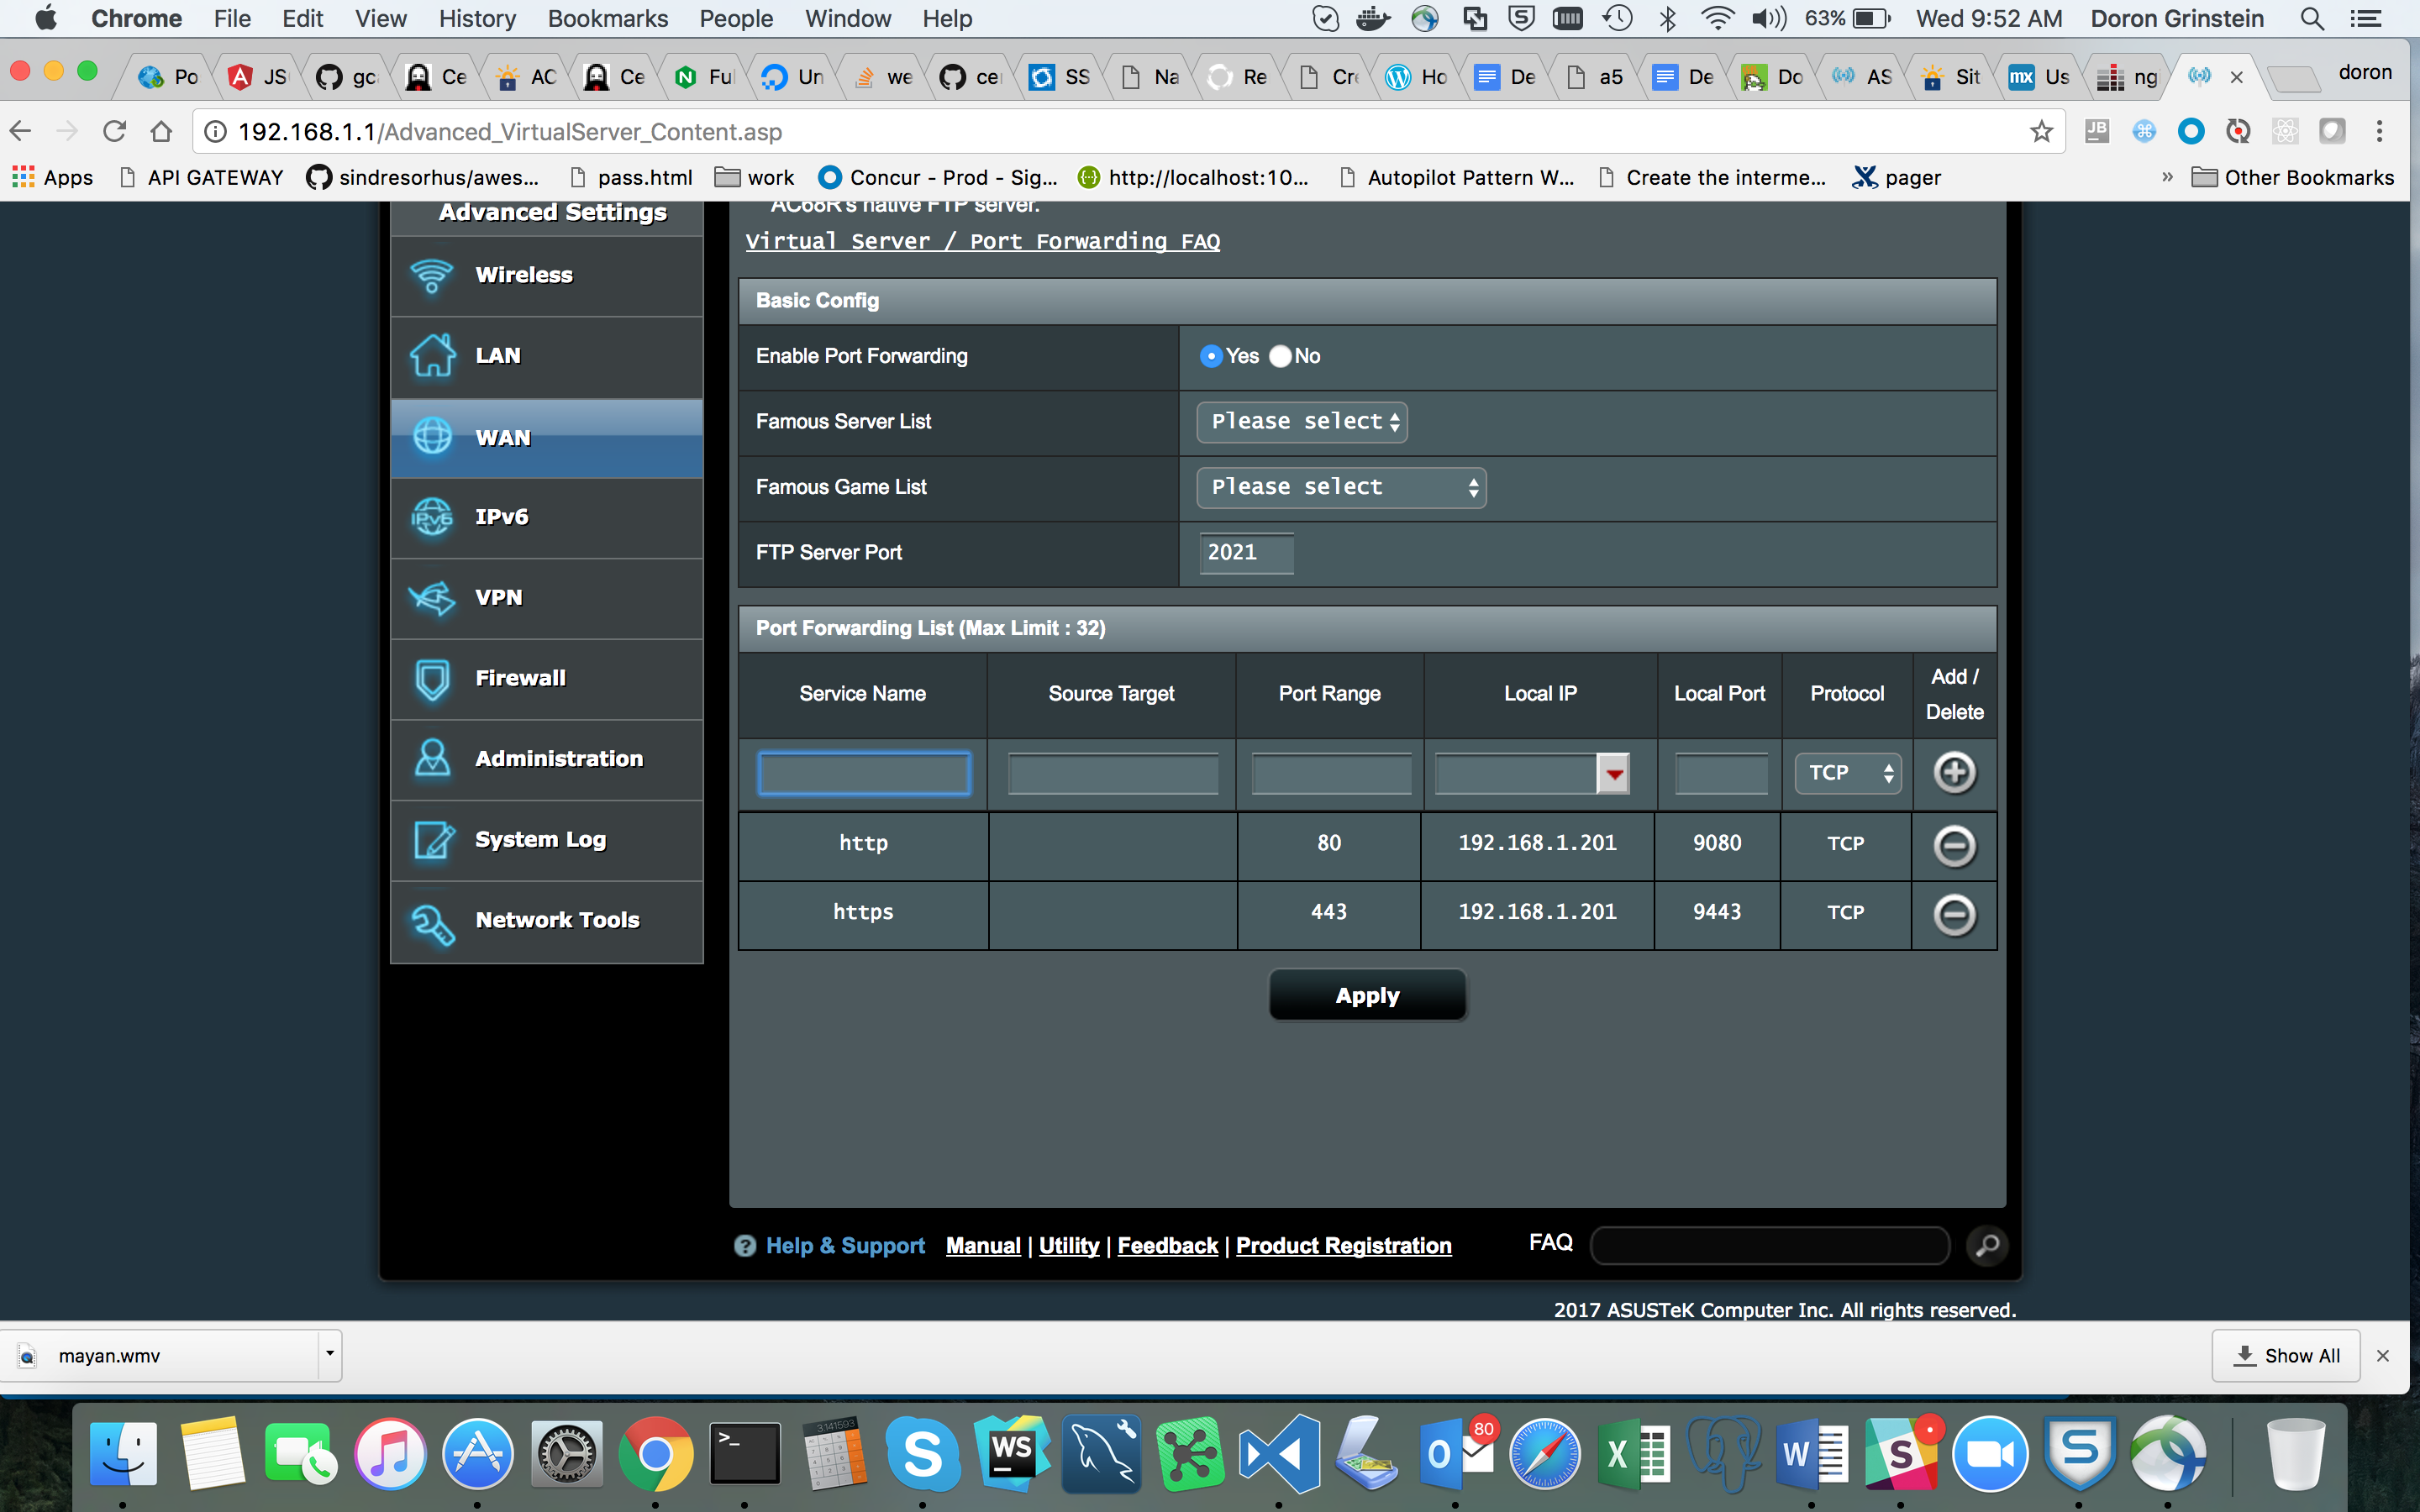 Chrome File Edit View History Bookmarks People Window Help 63% Wed 9:52 AM Doron Grinstein
Po JS gc Ce AC Ce Ful Un we cer SS Na Re Cre Ho De a5 De Do AS Sit Us ngi doron
192.168.1.1/Advanced_VirtualServer_Content.asp
Apps API GATEWAY sindresorhus/awes... pass.html work Concur - Prod - Sig... http://localhost:10... Autopilot Pattern W... Create the interme... pager » Other Bookmarks
Advanced Settings
Wireless
LAN
WAN
IPv6
VPN
Firewall
Administration
System Log
Network Tools
AC68R's native FTP server.
Virtual Server / Port Forwarding FAQ
Basic Config
Enable Port Forwarding Yes No
Famous Server List Please select
Famous Game List Please select
FTP Server Port 2021
Port Forwarding List (Max Limit : 32)
Service Name Source Target Port Range Local IP Local Port Protocol Add / Delete
TCP
http 80 192.168.1.201 9080 TCP
https 443 192.168.1.201 9443 TCP
Apply
Help & Support Manual | Utility | Feedback | Product Registration FAQ
2017 ASUSTeK Computer Inc. All rights reserved.
mayan.wmv Show All
3.141593
WS
80